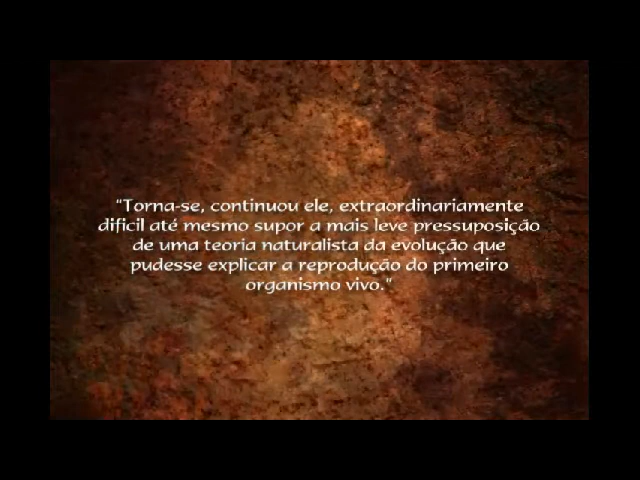 "Torna-se, continuou ele, extraordinariamente
dificil até mesmo supor a mais leve pressuposição
de uma teoria naturalista da evolução que
pudesse explicar a reprodução do primeiro
organismo vivo."